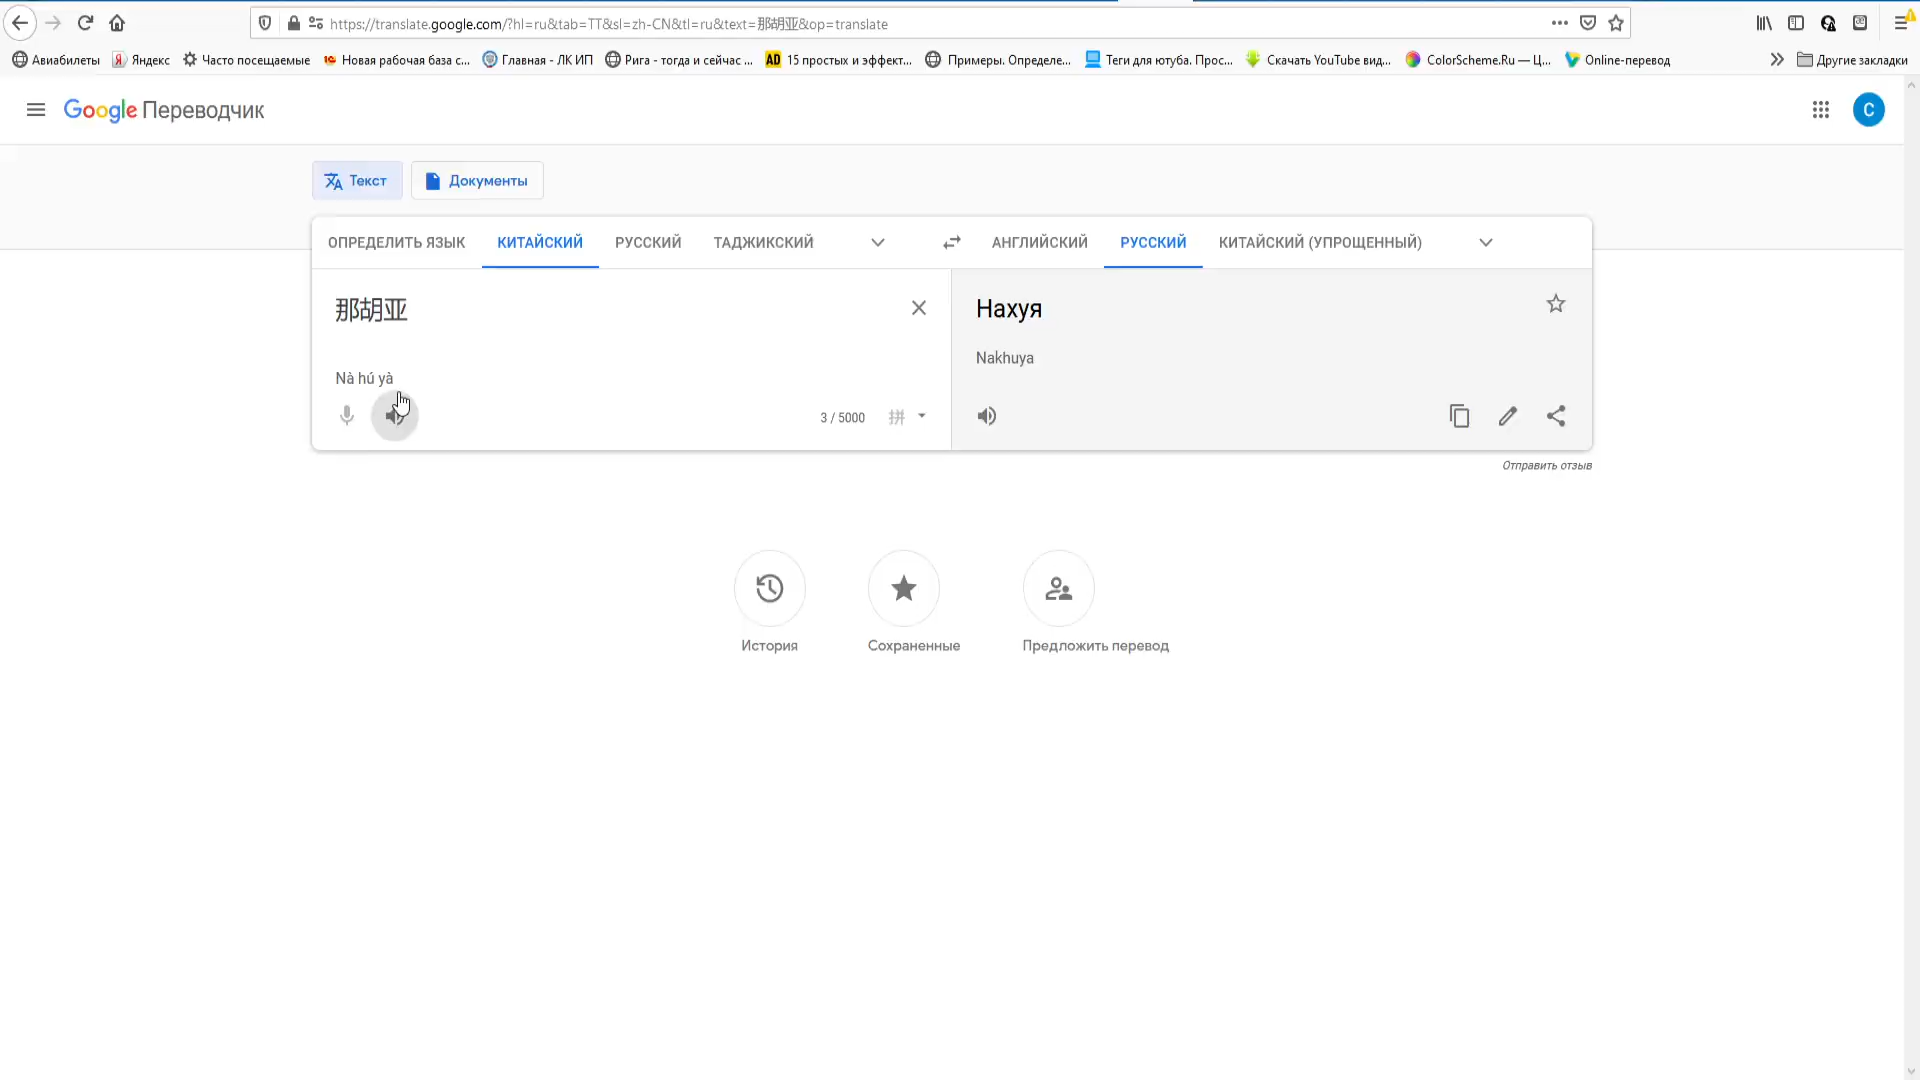 https://translate.google.com/?hl=ru&tab=TT&sl=zh-CN&tl=ru&text=那胡亚&op=translate
Авиабилеты Яндекс Часто посещаемые Новая рабочая база с... Главная - ЛК ИП Рига - тогда и сейчас ... AD 15 простых и эффект... Примеры. Определе... Теги для ютуба. Прос... Скачать YouTube вид... ColorScheme.Ru — Ц... Online-перевод Другие закладки
Google Переводчик
C
Текст Документы
ОПРЕДЕЛИТЬ ЯЗЫК КИТАЙСКИЙ РУССКИЙ ТАДЖИКСКИЙ АНГЛИЙСКИЙ РУССКИЙ КИТАЙСКИЙ (УПРОЩЕННЫЙ)
那胡亚
Нахуя
Nakhuya
Nà hú yà
3 / 5000
拼
Отправить отзыв
История Сохраненные Предложить перевод